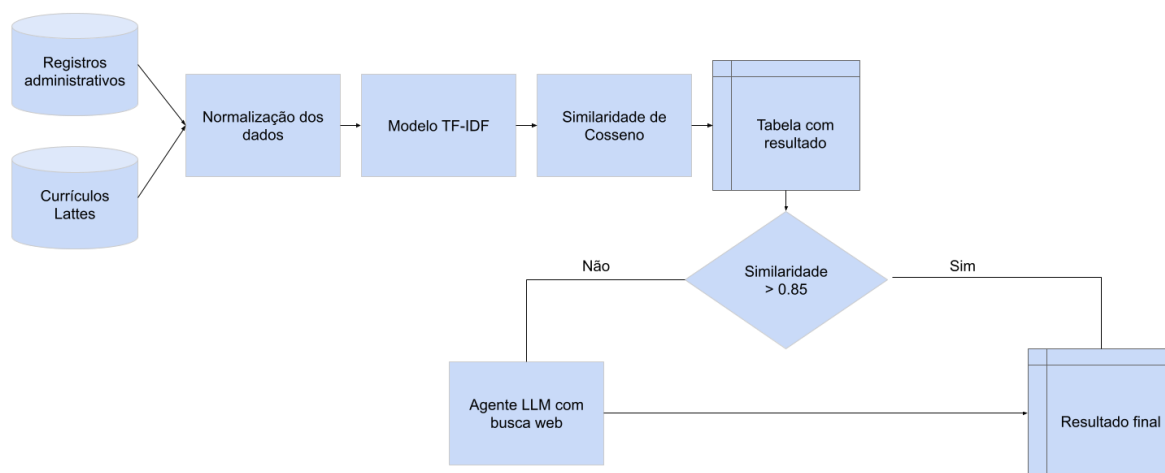 Registros
administrativos
Currículos
Lattes
Normalização dos
dados
Modelo TF-IDF
Similaridade de
Cosseno
Tabela com
resultado
Similaridade
> 0.85
Não
Sim
Agente LLM com
busca web
Resultado final